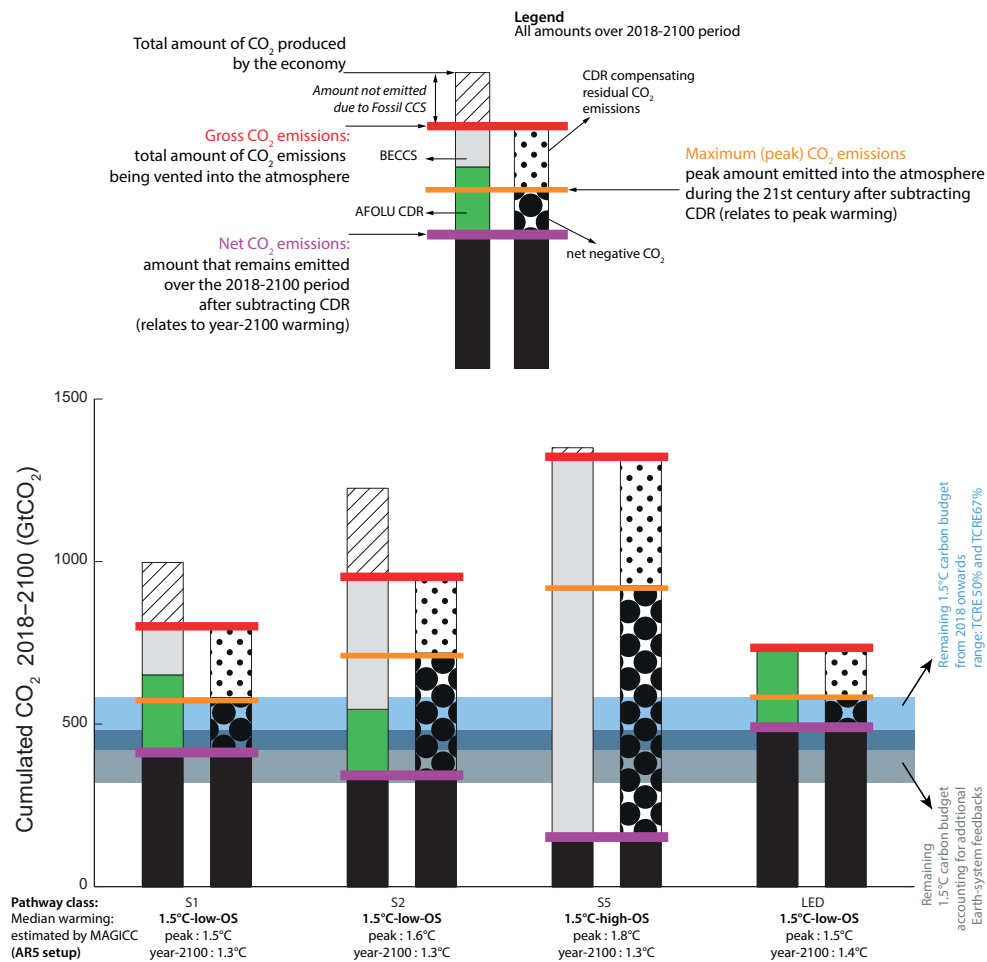 Legend
All amounts over 2018-2100 period
Total amount of CO2 produced
by the economy
Amount not emitted
due to Fossil CCS
CDR compensating
residual CO2
emissions
Gross CO2 emissions:
total amount of CO2 emissions
being vented into the atmosphere
BECCS
AFOLU CDR
Maximum (peak) CO2 emissions
peak amount emitted into the atmosphere
during the 21st century after subtracting
CDR (relates to peak warming)
Net CO2 emissions:
amount that remains emitted
over the 2018-2100 period
after subtracting CDR
(relates to year-2100 warming)
net negative CO2
Cumulated CO2 2018–2100 (GtCO2)
1500
1000
500
0
Remaining 1.5°C carbon budget
from 2018 onwards
range: TCRE 50% and TCRE67%
Remaining
1.5°C carbon budget
accounting for addtional
Earth-system feedbacks
Pathway class: S1 S2 S5 LED
Median warming: 1.5°C-low-OS 1.5°C-low-OS 1.5°C-high-OS 1.5°C-low-OS
estimated by MAGICC peak : 1.5°C peak : 1.6°C peak : 1.8°C peak : 1.5°C
(AR5 setup) year-2100 : 1.3°C year-2100 : 1.3°C year-2100 : 1.3°C year-2100 : 1.4°C